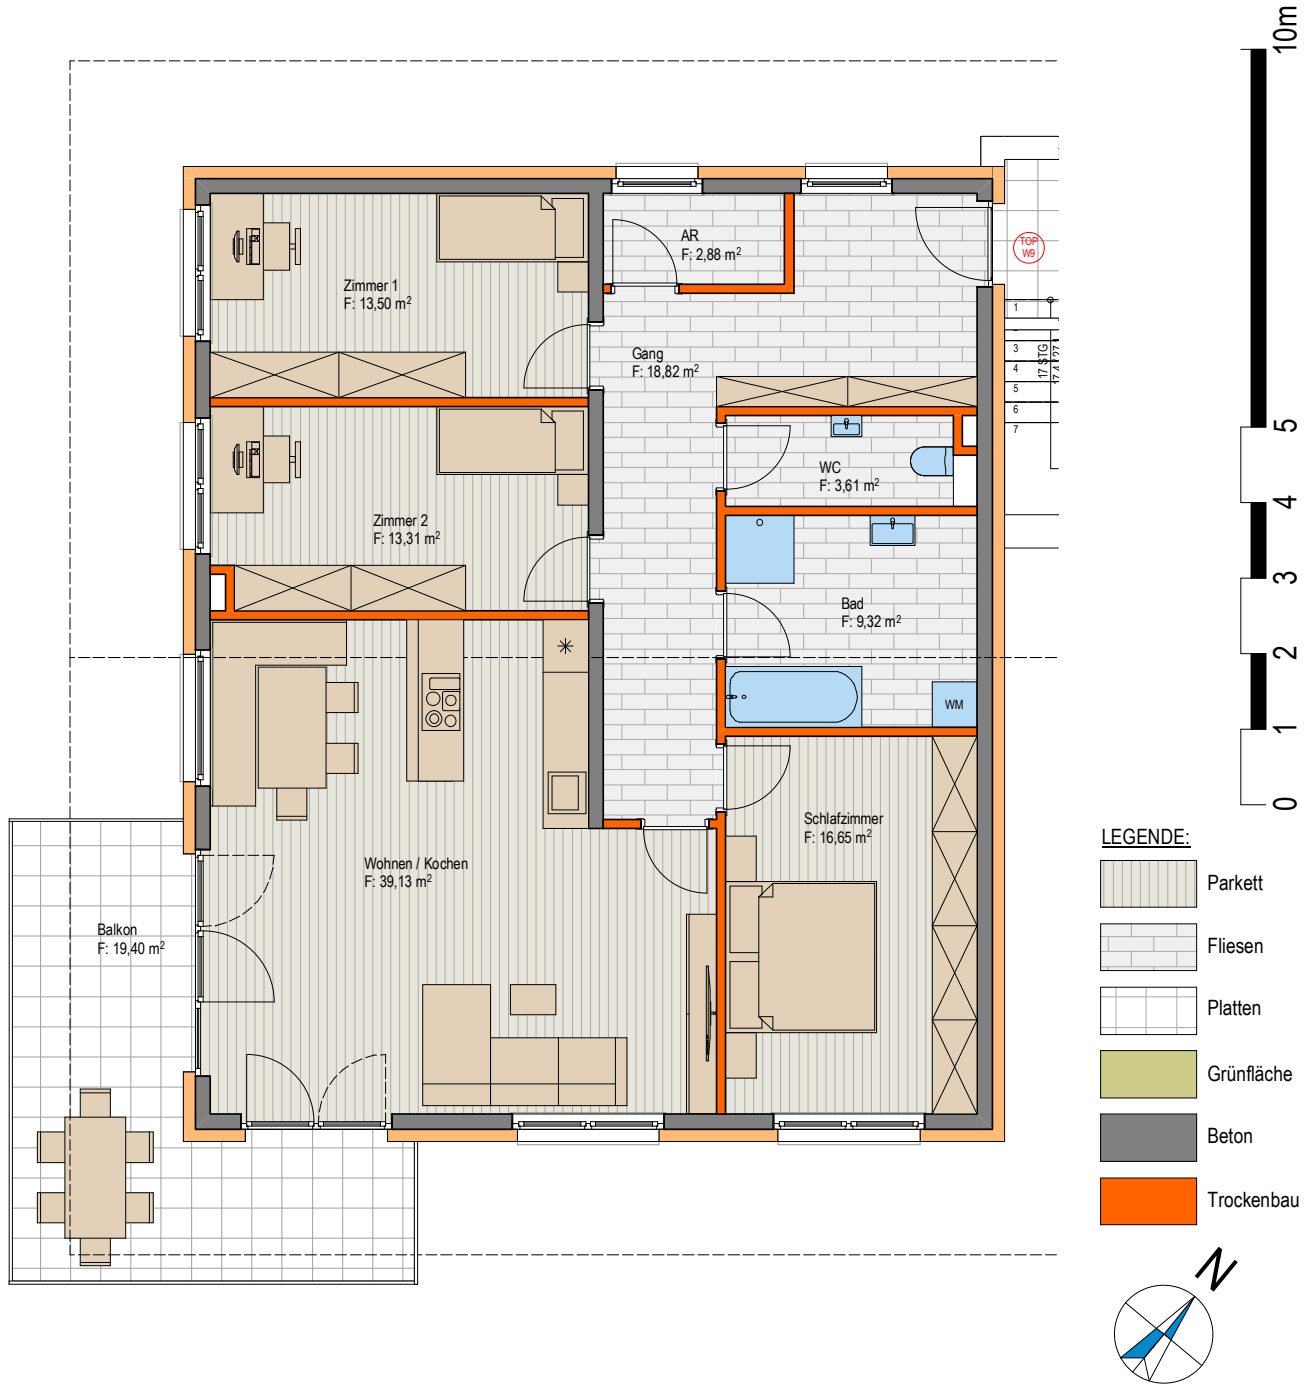 10m
AR
F: 2,88 m²
TOP
W9
Zimmer 1
F: 13,50 m²
1
3
4
5
6
7
17 STG
Gang
F: 18,82 m²
5
WC
F: 3,61 m²
4
Zimmer 2
F: 13,31 m²
3
Bad
F: 9,32 m²
2
WM
1
0
Schlafzimmer
F: 16,65 m²
Wohnen / Kochen
F: 39,13 m²
Balkon
F: 19,40 m²
LEGENDE:
Parkett
Fliesen
Platten
Grünfläche
Beton
Trockenbau
N